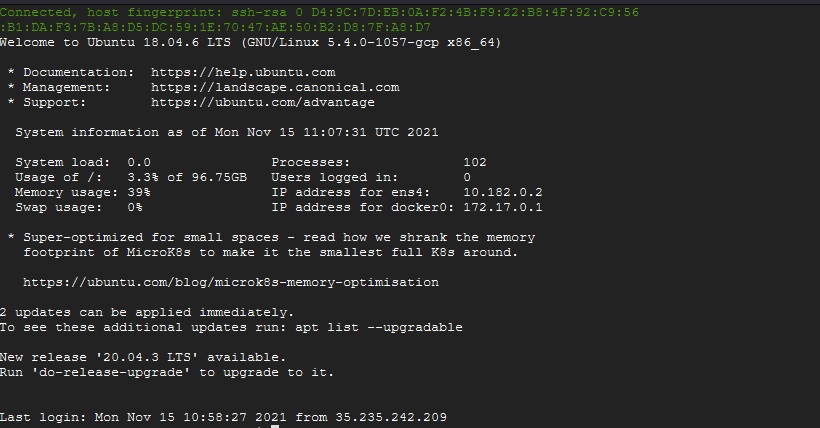 Connected, host fingerprint: ssh-rsa 0 D4:9C:7D:EB:0A:F2:4B:F9:22:B8:4F:92:C9:56
:B1:DA:F3:7B:A8:D5:DC:59:1E:70:47:AE:50:B2:D8:7F:A8:D7
Welcome to Ubuntu 18.04.6 LTS (GNU/Linux 5.4.0-1057-gcp x86_64)
* Documentation:  https://help.ubuntu.com
* Management:     https://landscape.canonical.com
* Support:        https://ubuntu.com/advantage
System information as of Mon Nov 15 11:07:31 UTC 2021
System load:  0.0               Processes:              102
Usage of /:   3.3% of 96.75GB   Users logged in:        0
Memory usage: 39%               IP address for ens4:    10.182.0.2
Swap usage:   0%                IP address for docker0: 172.17.0.1
* Super-optimized for small spaces - read how we shrank the memory
footprint of MicroK8s to make it the smallest full K8s around.
https://ubuntu.com/blog/microk8s-memory-optimisation
2 updates can be applied immediately.
To see these additional updates run: apt list --upgradable
New release '20.04.3 LTS' available.
Run 'do-release-upgrade' to upgrade to it.
Last login: Mon Nov 15 10:58:27 2021 from 35.235.242.209